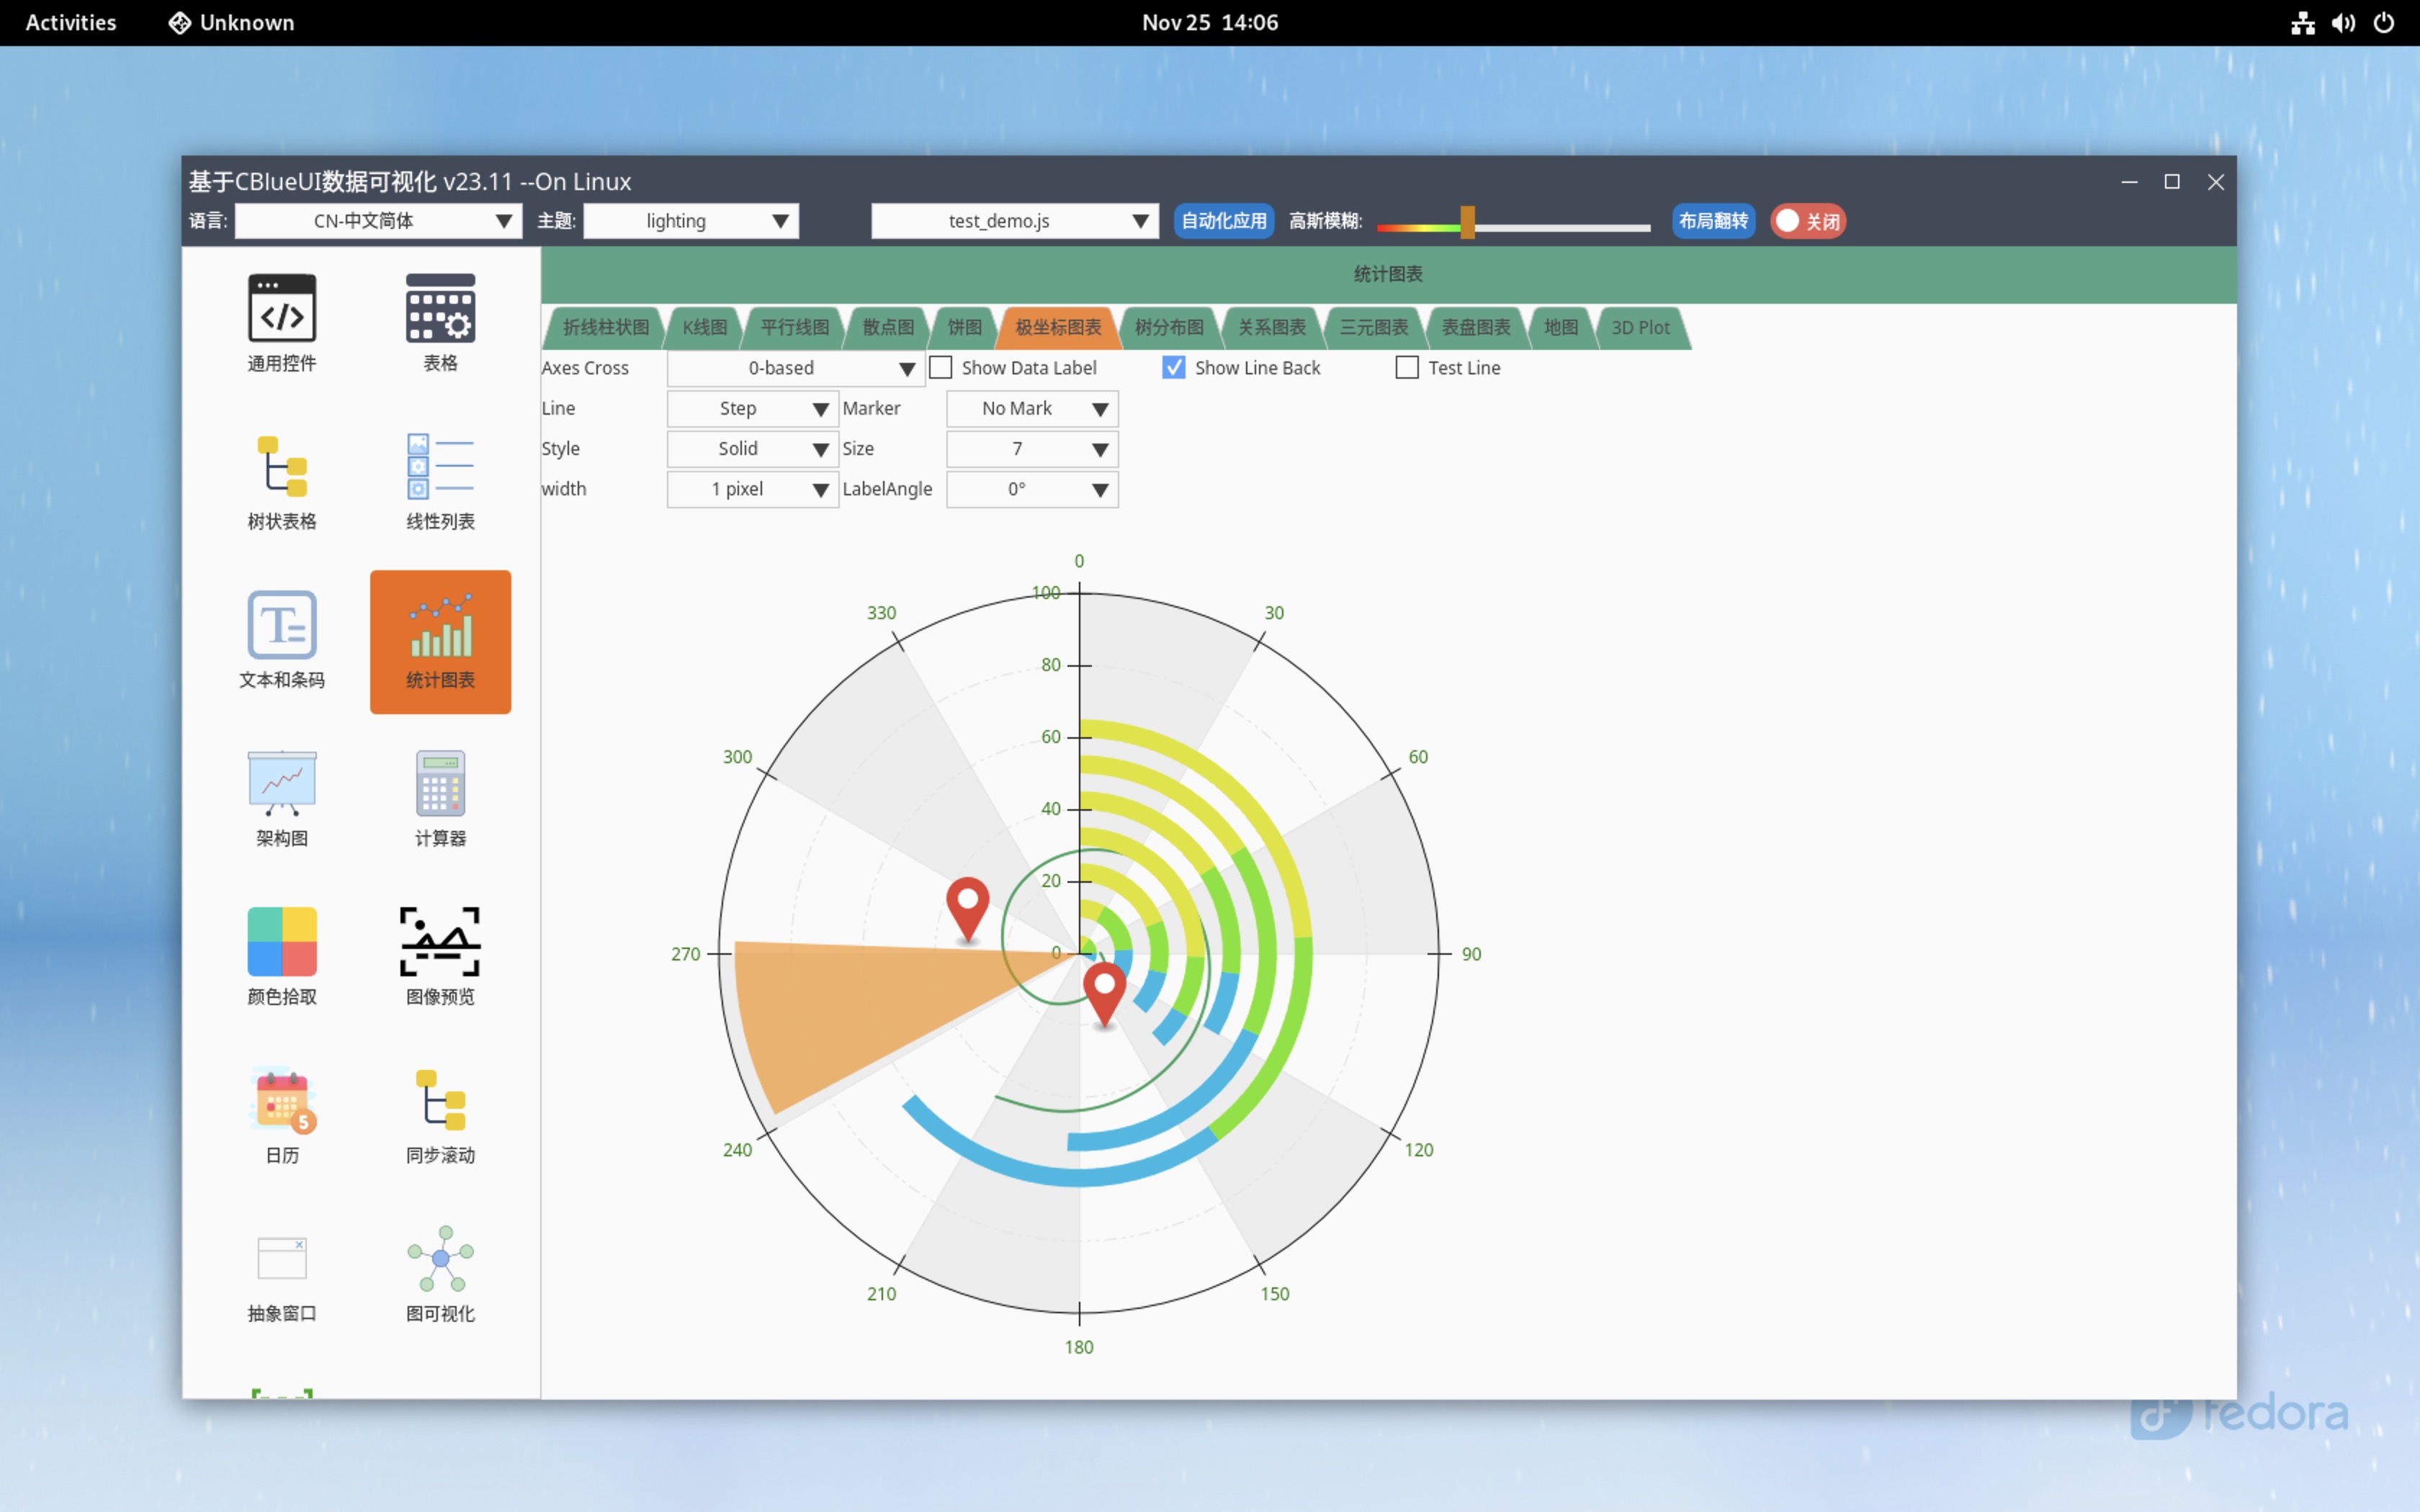 Activities Unknown Nov 25 14:06
基于CBlueUI数据可视化 v23.11 --On Linux
语言: CN-中文简体 主题: lighting test_demo.js 自动化应用 高斯模糊: 布局翻转 关闭
统计图表
折线柱状图 K线图 平行线图 散点图 饼图 极坐标图表 树分布图 关系图表 三元图表 表盘图表 地图 3D Plot
通用控件 表格
树状表格 线性列表
文本和条码 统计图表
架构图 计算器
颜色拾取 图像预览
5
日历 同步滚动
抽象窗口 图可视化
Axes Cross 0-based Show Data Label Show Line Back Test Line
Line Step Marker No Mark
Style Solid Size 7
width 1 pixel LabelAngle 0°
0
100
330 30
80
300 60 60
40
20
270 0 90
240 120
210 150
180
fedora